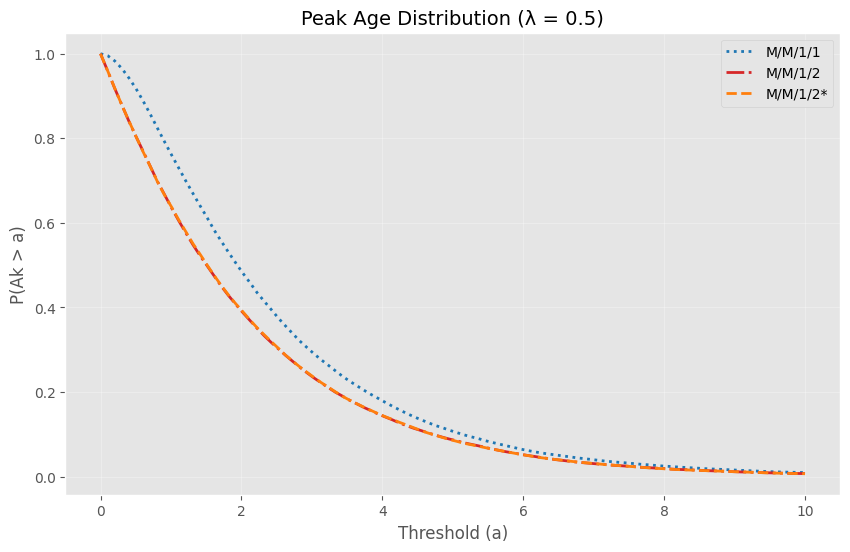 Peak Age Distribution (λ = 0.5)
M/M/1/1
M/M/1/2
M/M/1/2*
P(Ak > a)
1.0
0.8
0.6
0.4
0.2
0.0
0 2 4 6 8 10
Threshold (a)